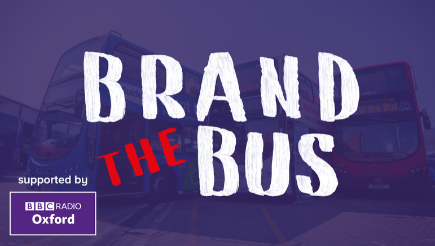 BRAND
THE BUS
supported by
BBC RADIO
Oxford